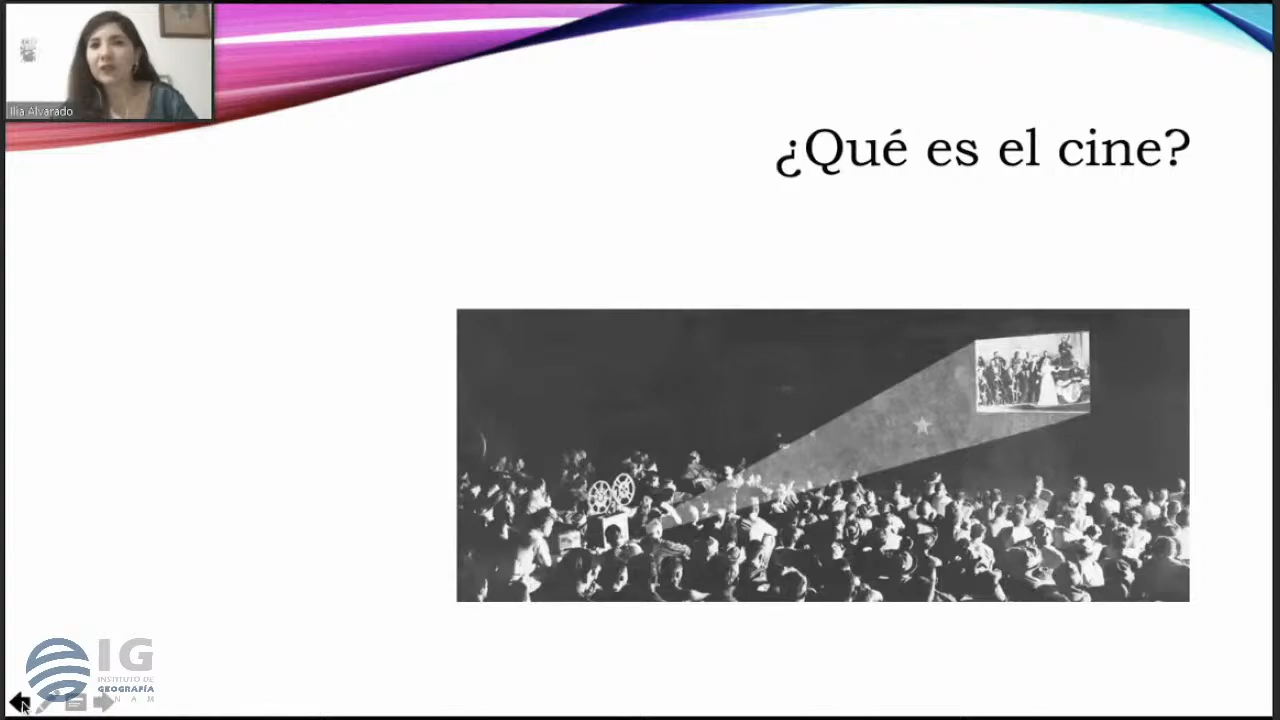 Ilia Alvarado
¿Qué es el cine?
IG
INSTITUTO DE
GEOGRAFÍA
UNAM